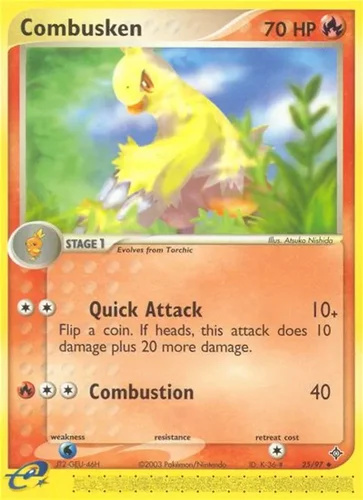 Combusken 70 HP
Illus. Atsuko Nishida
STAGE 1
Evolves from Torchic
Quick Attack 10+
Flip a coin. If heads, this attack does 10
damage plus 20 more damage.
Combustion 40
weakness resistance retreat cost
©2003 Pokémon/Nintendo
e